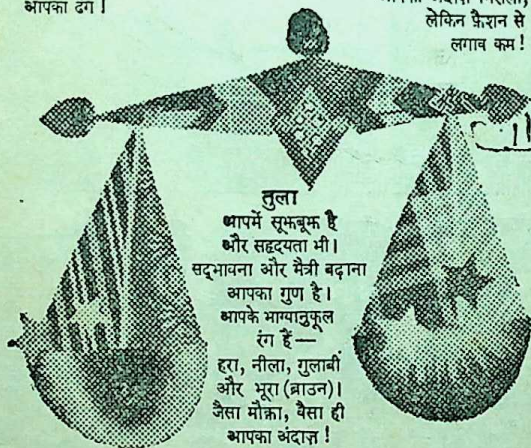 आपका ढंग !
लेकिन फ़ैशन से
लगाव कम !
तुला
आपमें सूझबूझ है
और सहृदयता भी।
सद्‌भावना और मैत्री बढ़ाना
आपका गुण है।
आपके भाग्यानुकूल
रंग हैं—
हरा, नीला, गुलाबी
और भूरा (ब्राउन)।
जैसा मौक़ा, वैसा ही
आपका अंदाज़ !